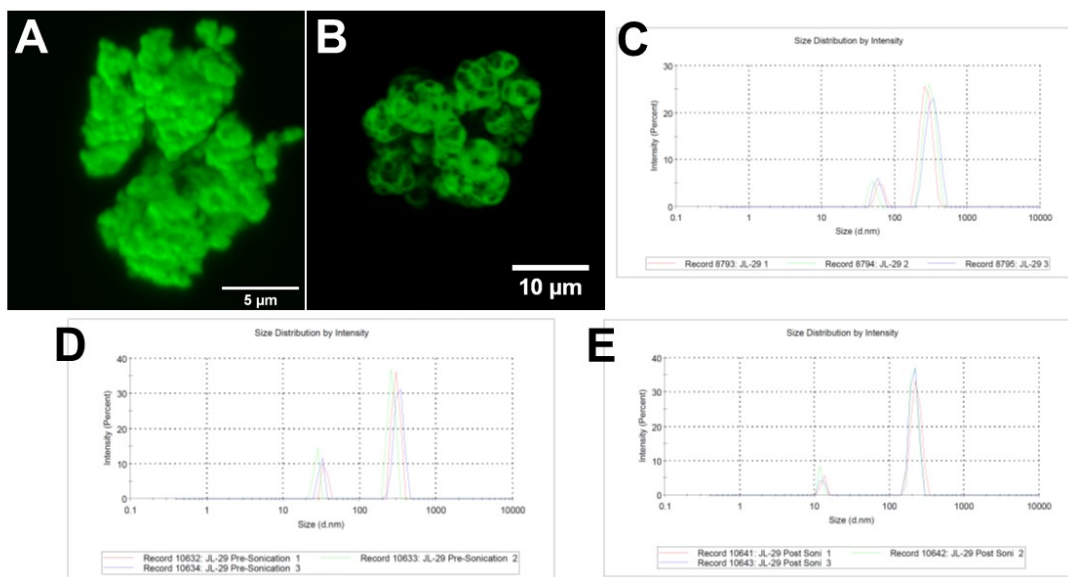 A
5 µm
B
10 µm
C
Size Distribution by Intensity
Intensity (Percent)
30
20
10
0
0.1 1 10 100 1000 10000
Size (d.nm)
Record 8793: JL-29 1 Record 8794: JL-29 2 Record 8795: JL-29 3
D
Size Distribution by Intensity
Intensity (Percent)
40
30
20
10
0
0.1 1 10 100 1000 10000
Size (d.nm)
Record 10632: JL-29 Pre-Sonication 1 Record 10633: JL-29 Pre-Sonication 2
Record 10634: JL-29 Pre-Sonication 3
E
Size Distribution by Intensity
Intensity (Percent)
40
30
20
10
0
0.1 1 10 100 1000 10000
Size (d.nm)
Record 10641: JL-29 Post Soni 1 Record 10642: JL-29 Post Soni 2
Record 10643: JL-29 Post Soni 3